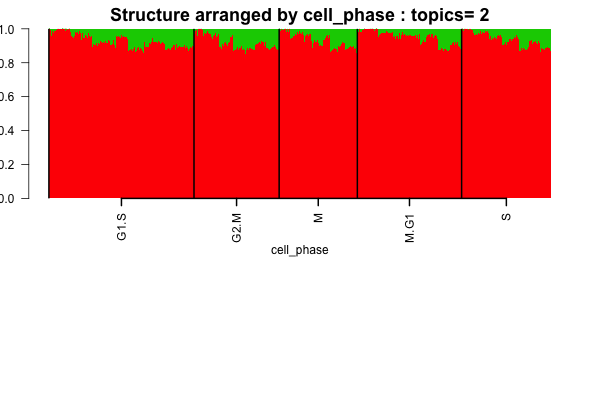 Structure arranged by cell_phase : topics= 2
1.0
0.8
0.6
0.4
0.2
0.0
G1.S
G2.M
M
M.G1
S
cell_phase